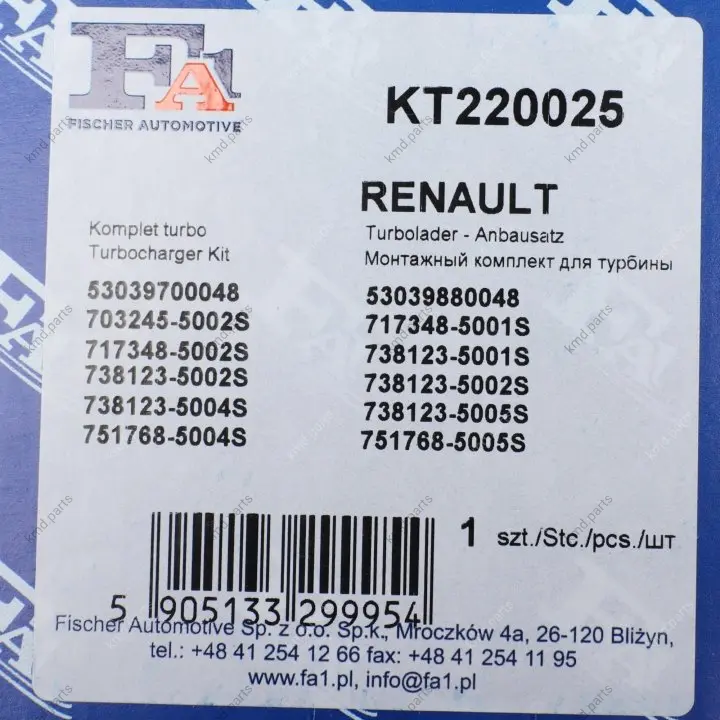 FA1
FISCHER AUTOMOTIVE
KT220025
RENAULT
Komplet turbo
Turbocharger Kit
Turbolader - Anbausatz
Монтажный комплект для турбины
53039700048
703245-5002S
717348-5002S
738123-5002S
738123-5004S
751768-5004S
53039880048
717348-5001S
738123-5001S
738123-5002S
738123-5005S
751768-5005S
1 szt./Stc./pcs./шт
5 905133 299954
Fischer Automotive Sp. z o.o. Sp.k., Mroczków 4a, 26-120 Bliżyn,
tel.: +48 41 254 12 66 fax: +48 41 254 11 95
www.fa1.pl, info@fa1.pl
kmd.parts